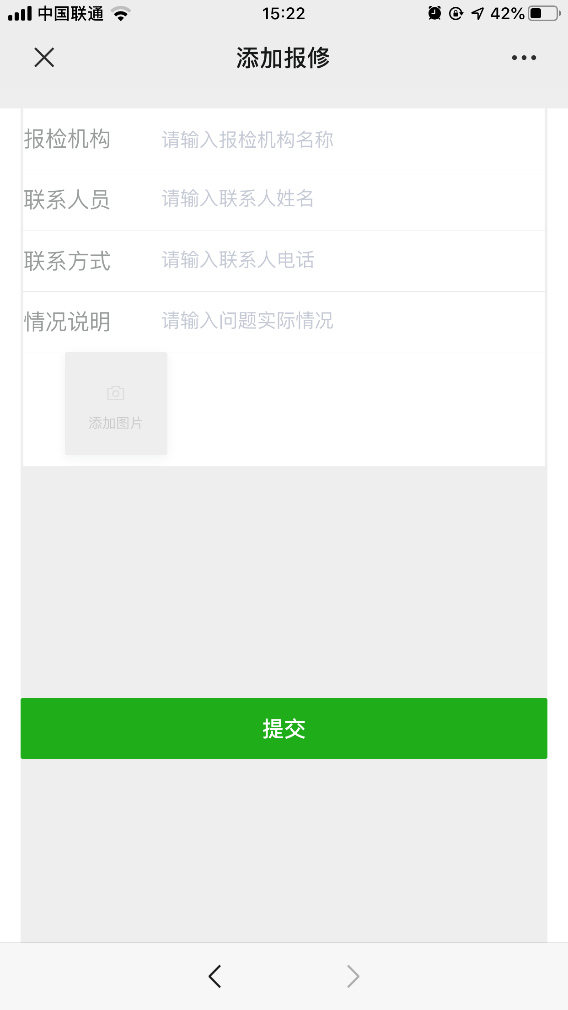 中国联通 15:22 42%
添加报修
报检机构 请输入报检机构名称
联系人员 请输入联系人姓名
联系方式 请输入联系人电话
情况说明 请输入问题实际情况
添加图片
提交